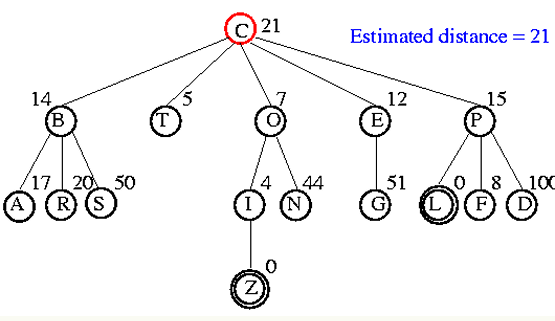 C 21
Estimated distance = 21
14 5 7 12 15
B T O E P
17 20 50 4 44 51 0 8 100
A R S I N G L F D
0
Z